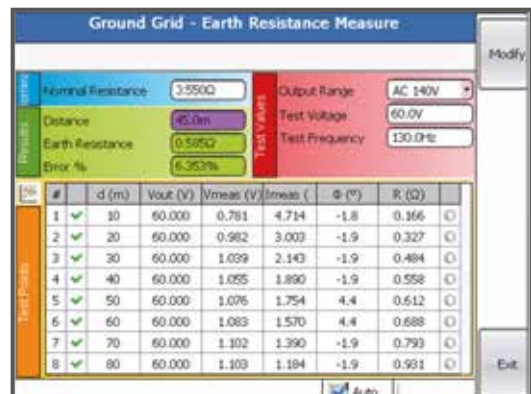 Ground Grid - Earth Resistance Measure
Modify
Nominal Resistance 3.550Ω
Output Range AC 140V
Results
Distance 45.0m
Test Values
Test Voltage 60.0V
Earth Resistance 0.585Ω
Test Frequency 130.0Hz
Error % 6.353%
# d (m) Vout (V) Vmeas (V) Imeas ( Φ (º) R (Ω)
1 10 60.000 0.781 4.714 -1.8 0.166
2 20 60.000 0.982 3.003 -1.9 0.327
3 30 60.000 1.039 2.143 -1.9 0.484
4 40 60.000 1.055 1.890 -1.9 0.558
Test Points
5 50 60.000 1.076 1.754 4.4 0.612
6 60 60.000 1.083 1.570 4.4 0.688
7 70 60.000 1.102 1.390 -1.9 0.793
8 80 60.000 1.103 1.184 -1.9 0.931
Exit
Auto